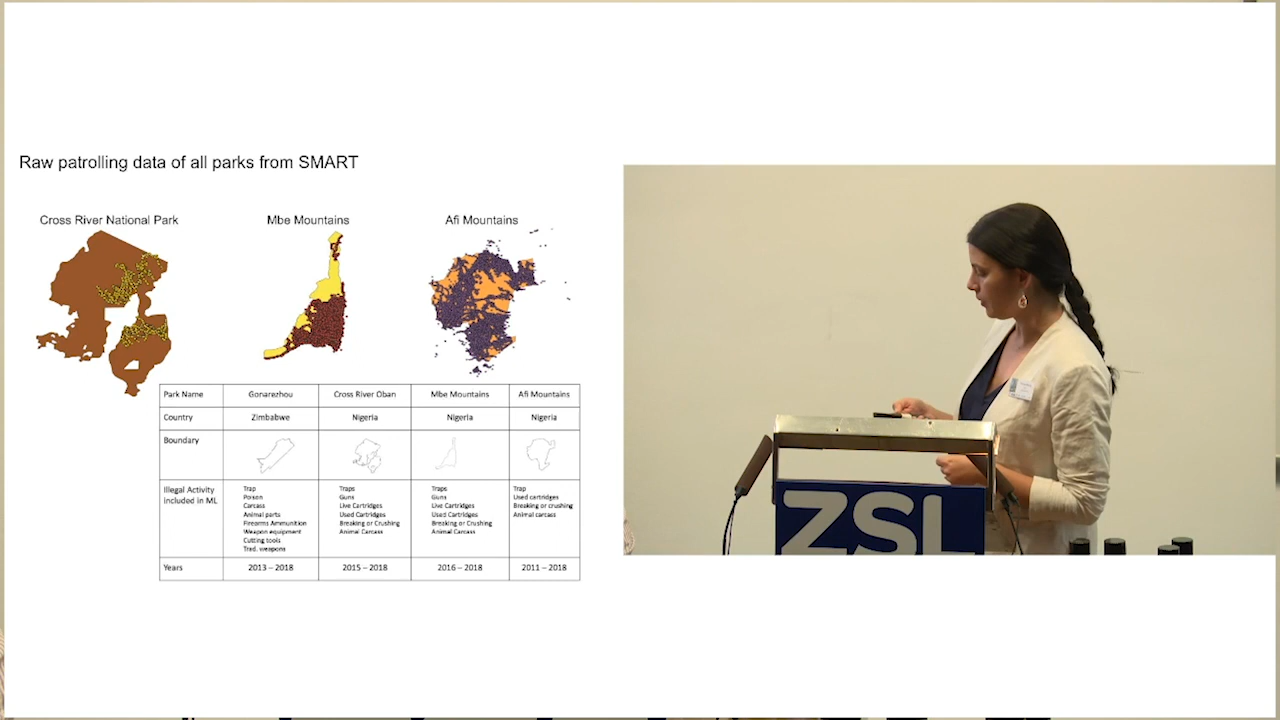 Raw patrolling data of all parks from SMART
Cross River National Park
Mbe Mountains
Afi Mountains
Park Name Gonarezhou Cross River Oban Mbe Mountains Afi Mountains
Country Zimbabwe Nigeria Nigeria Nigeria
Boundary
Illegal Activity
included in ML
Trap
Poison
Carcass
Animal parts
Firearms Ammunition
Weapon equipment
Cutting tools
Trad. weapons
Traps
Guns
Live Cartridges
Used Cartridges
Breaking or Crushing
Animal Carcass
Traps
Guns
Live Cartridges
Used Cartridges
Breaking or Crushing
Animal Carcass
Trap
Used cartridges
Breaking or crushing
Animal carcass
Years 2013 – 2018 2015 – 2018 2016 – 2018 2011 – 2018
ZSL